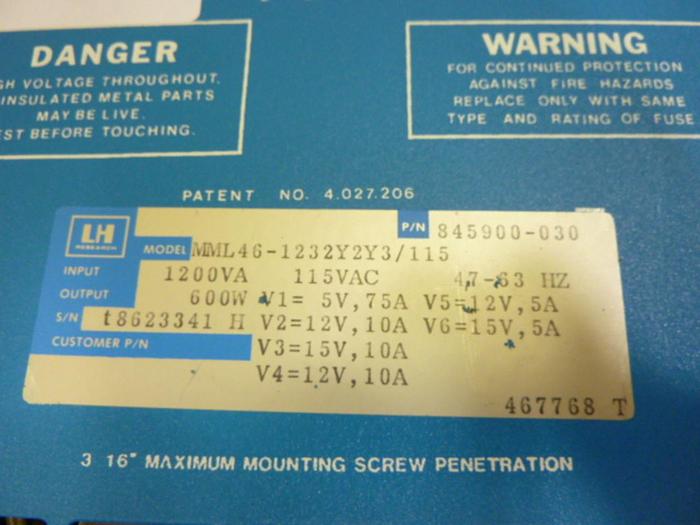 DANGER
GH VOLTAGE THROUGHOUT.
INSULATED METAL PARTS
MAY BE LIVE.
EST BEFORE TOUCHING.
WARNING
FOR CONTINUED PROTECTION
AGAINST FIRE HAZARDS
REPLACE ONLY WITH SAME
TYPE AND RATING OF FUSE
PATENT NO. 4.027.206
LH RESEARCH
P/N 845900-030
MODEL MML46-1232Y2Y3/115
INPUT 1200VA 115VAC 47-63 HZ
OUTPUT 600W V1= 5V,75A V5=12V,5A
S/N t8623341 H V2=12V,10A V6=15V,5A
CUSTOMER P/N V3=15V,10A
V4=12V,10A
467768 T
3 16" MAXIMUM MOUNTING SCREW PENETRATION